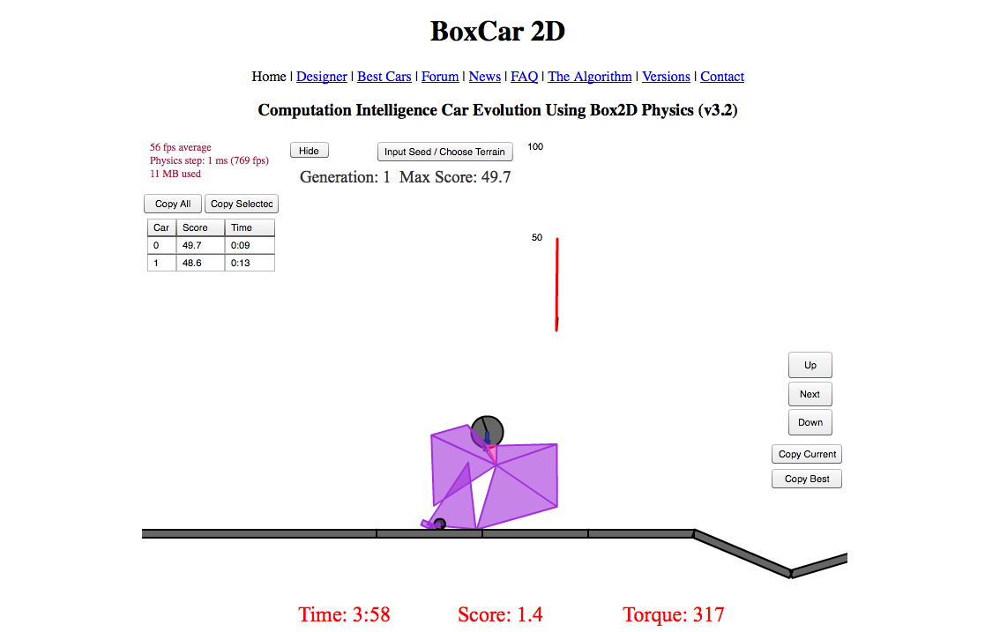 BoxCar 2D
Home | Designer | Best Cars | Forum | News | FAQ | The Algorithm | Versions | Contact
Computation Intelligence Car Evolution Using Box2D Physics (v3.2)
56 fps average
Physics step: 1 ms (769 fps)
11 MB used
Hide
Input Seed / Choose Terrain
100
Generation: 1 Max Score: 49.7
Copy All Copy Selected
Car Score Time
0 49.7 0:09
1 48.6 0:13
50
Up
Next
Down
Copy Current
Copy Best
Time: 3:58 Score: 1.4 Torque: 317